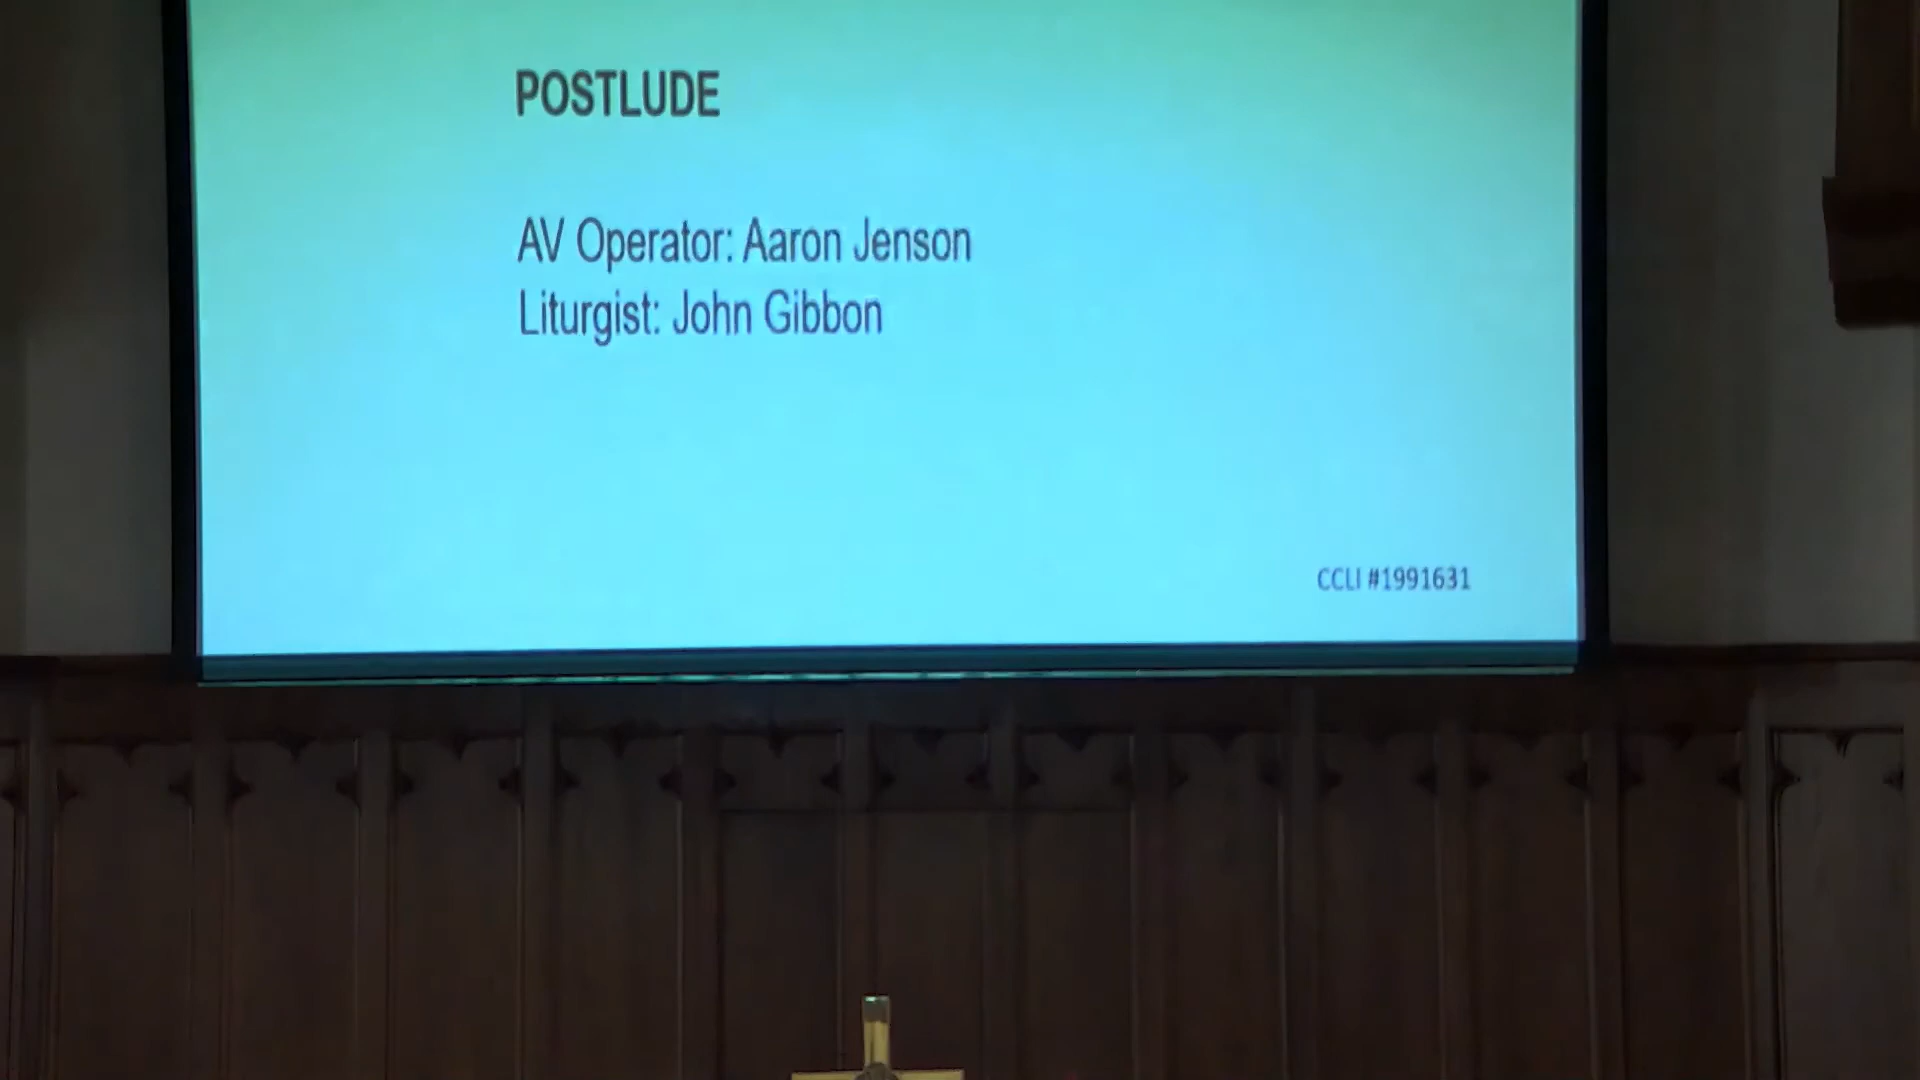 POSTLUDE
AV Operator: Aaron Jenson
Liturgist: John Gibbon
CCLI #1991631